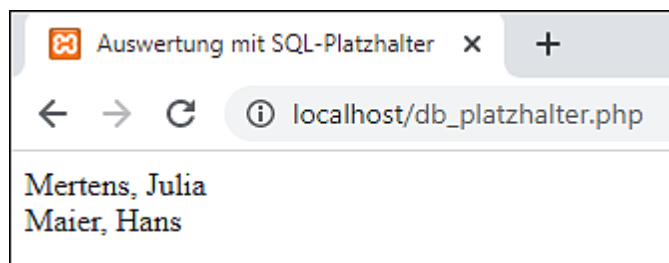 Auswertung mit SQL-Platzhalter
localhost/db_platzhalter.php
Mertens, Julia
Maier, Hans